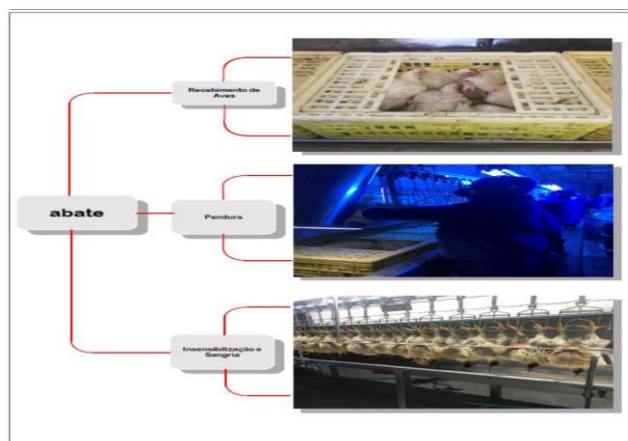 abate
Recebimento de
Aves
Pendura
Insensibilização e
Sangria